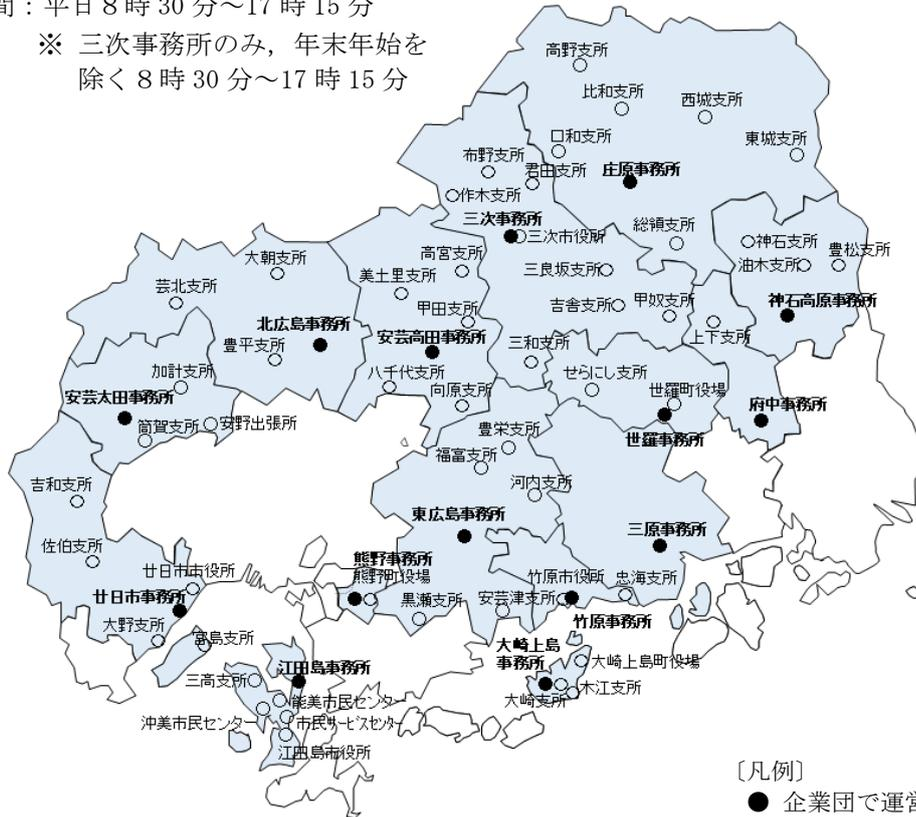 間：平日８時 30 分～17 時 15 分
※ 三次事務所のみ，年末年始を
除く８時 30 分～17 時 15 分
高野支所
比和支所
西城支所
口和支所
東城支所
布野支所
君田支所
庄原事務所
作木支所
三次事務所
三次市役所
総領支所
神石支所
豊松支所
油木支所
高宮支所
三良坂支所
大朝支所
美土里支所
芸北支所
吉舎支所
甲奴支所
神石高原事務所
甲田支所
北広島事務所
安芸高田事務所
上下支所
豊平支所
三和支所
加計支所
八千代支所
せらにし支所
向原支所
世羅町役場
安芸太田事務所
府中事務所
筒賀支所
安野出張所
豊栄支所
世羅事務所
福富支所
吉和支所
河内支所
東広島事務所
三原事務所
佐伯支所
熊野事務所
廿日市市役所
熊野町役場
竹原市役所
忠海支所
廿日市事務所
黒瀬支所
安芸津支所
竹原事務所
大野支所
宮島支所
大崎上島
事務所
大崎上島町役場
江田島事務所
三高支所
木江支所
大崎支所
能美市民センター
沖美市民センター
市民サービスセンター
江田島市役所
〔凡例〕
● 企業団で運営